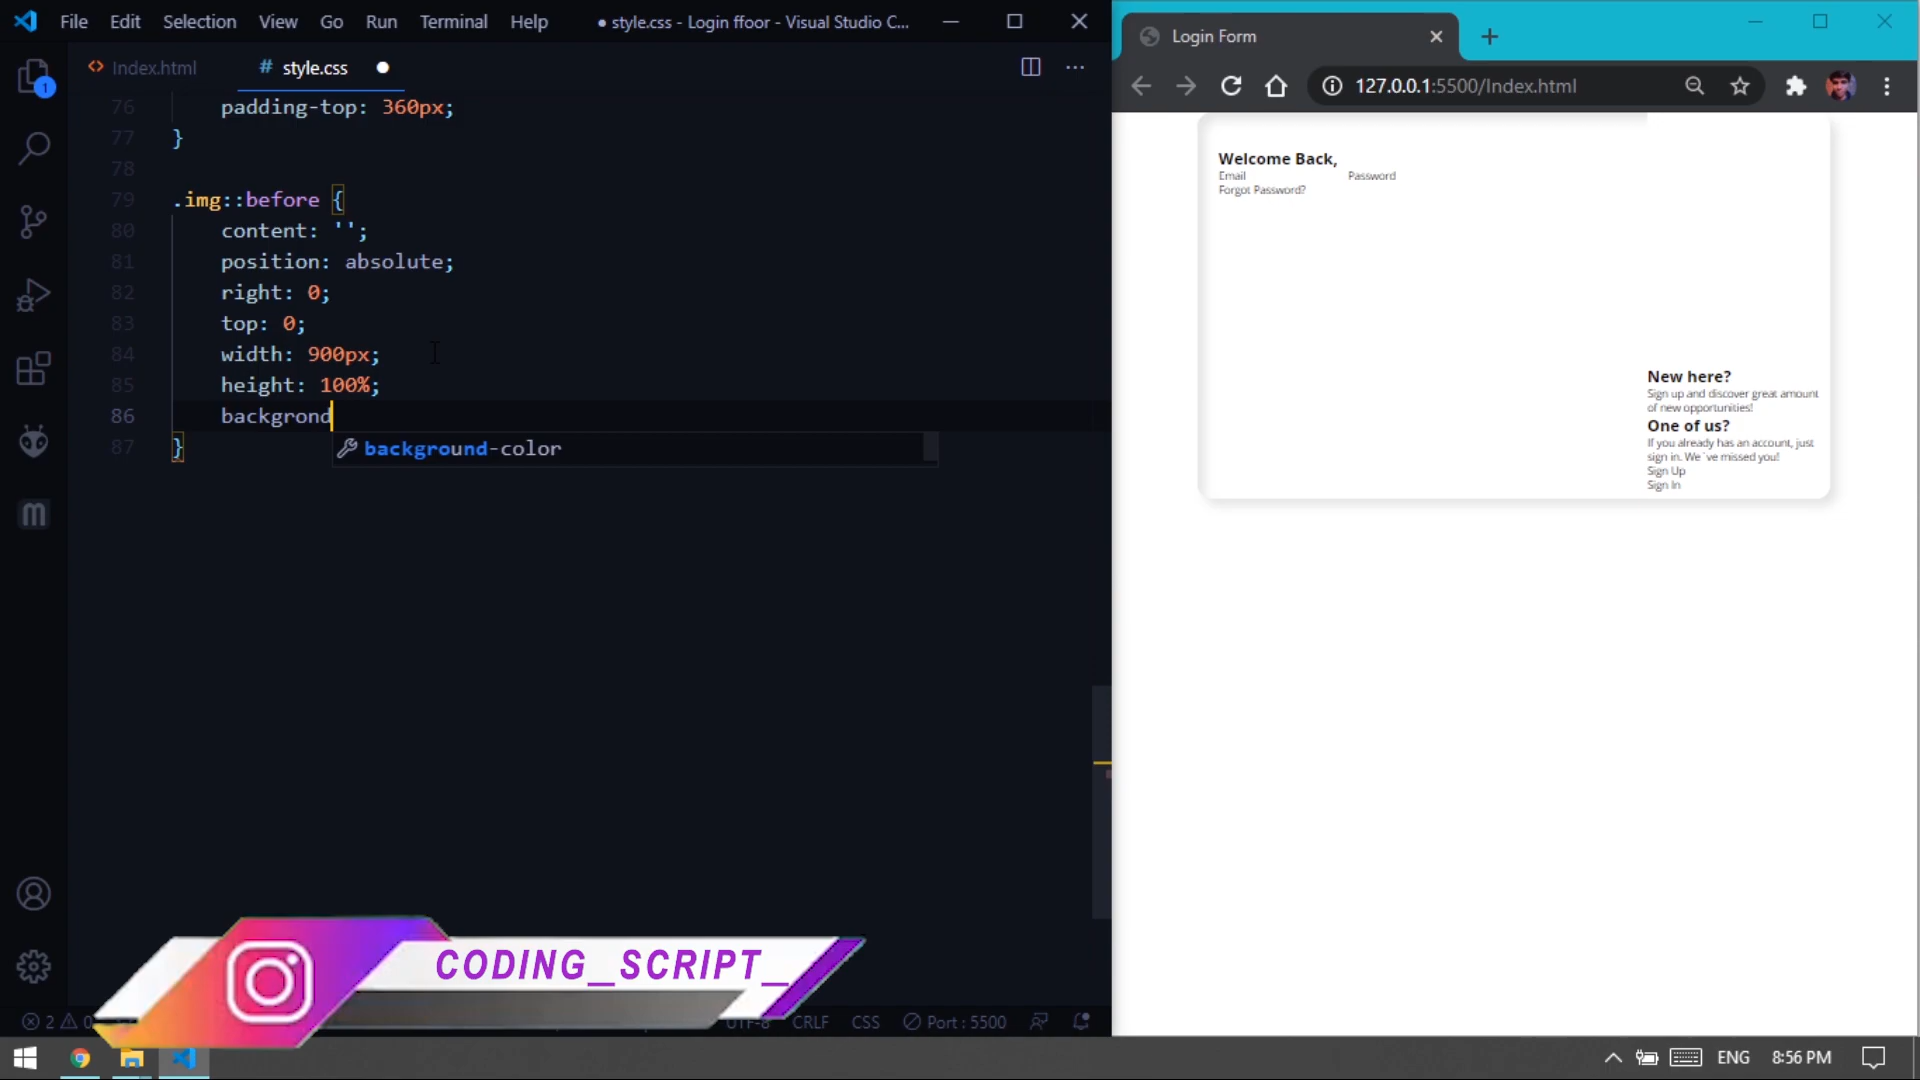 File Edit Selection View Go Run Terminal Help ● style.css - Login ffoor - Visual Studio C...
Index.html
# style.css ●
76 padding-top: 360px;
77 }
78
79 .img::before {
80 content: '';
81 position: absolute;
82 right: 0;
83 top: 0;
84 width: 900px;
85 height: 100%;
86 backgrond
background-color
87 }
1
m
CODING_SCRIPT_
2 0 UTF-8 CRLF CSS Port : 5500
Login Form
127.0.0.1:5500/Index.html
Welcome Back,
Email Password
Forgot Password?
New here?
Sign up and discover great amount
of new opportunities!
One of us?
If you already has an account, just
sign in. We`ve missed you!
Sign Up
Sign In
ENG 8:56 PM